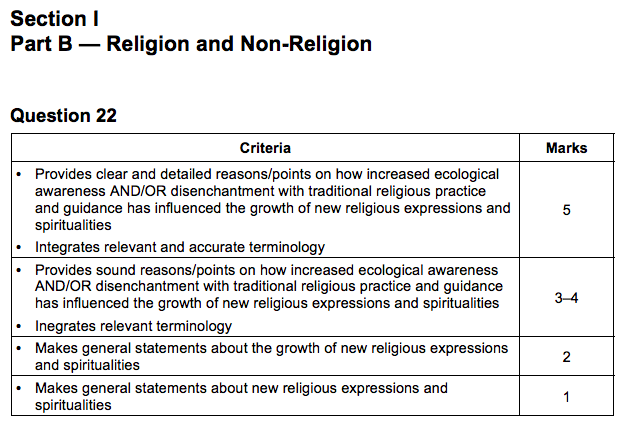 Section I
Part B — Religion and Non-Religion
Question 22
Criteria
Marks
• Provides clear and detailed reasons/points on how increased ecological
awareness AND/OR disenchantment with traditional religious practice
and guidance has influenced the growth of new religious expressions and
spiritualities
• Integrates relevant and accurate terminology
5
• Provides sound reasons/points on how increased ecological awareness
AND/OR disenchantment with traditional religious practice and guidance
has influenced the growth of new religious expressions and spiritualities
• Inegrates relevant terminology
3–4
• Makes general statements about the growth of new religious expressions
and spiritualities
2
• Makes general statements about new religious expressions and
spiritualities
1